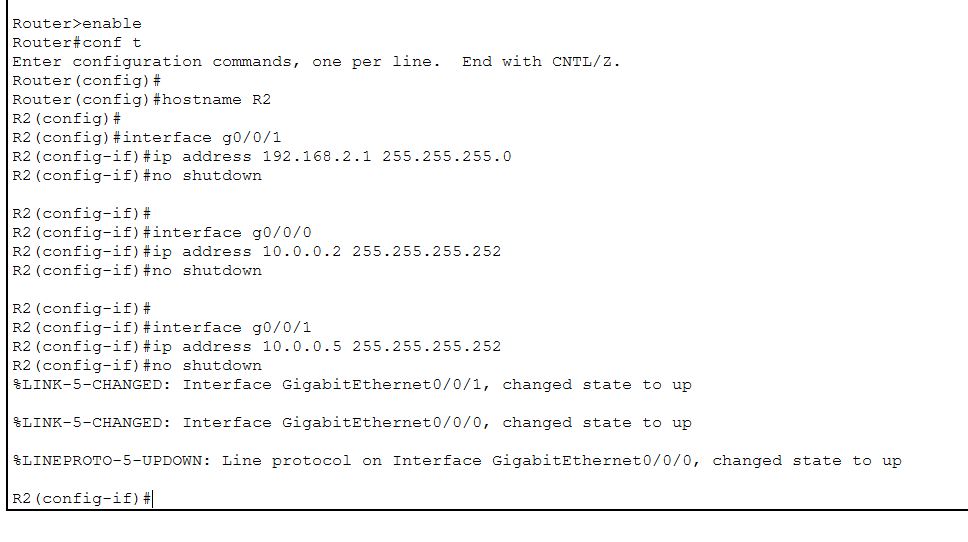 Router>enable
Router#conf t
Enter configuration commands, one per line.  End with CNTL/Z.
Router(config)#
Router(config)#hostname R2
R2(config)#
R2(config)#interface g0/0/1
R2(config-if)#ip address 192.168.2.1 255.255.255.0
R2(config-if)#no shutdown
R2(config-if)#
R2(config-if)#interface g0/0/0
R2(config-if)#ip address 10.0.0.2 255.255.255.252
R2(config-if)#no shutdown
R2(config-if)#
R2(config-if)#interface g0/0/1
R2(config-if)#ip address 10.0.0.5 255.255.255.252
R2(config-if)#no shutdown
%LINK-5-CHANGED: Interface GigabitEthernet0/0/1, changed state to up
%LINK-5-CHANGED: Interface GigabitEthernet0/0/0, changed state to up
%LINEPROTO-5-UPDOWN: Line protocol on Interface GigabitEthernet0/0/0, changed state to up
R2(config-if)#